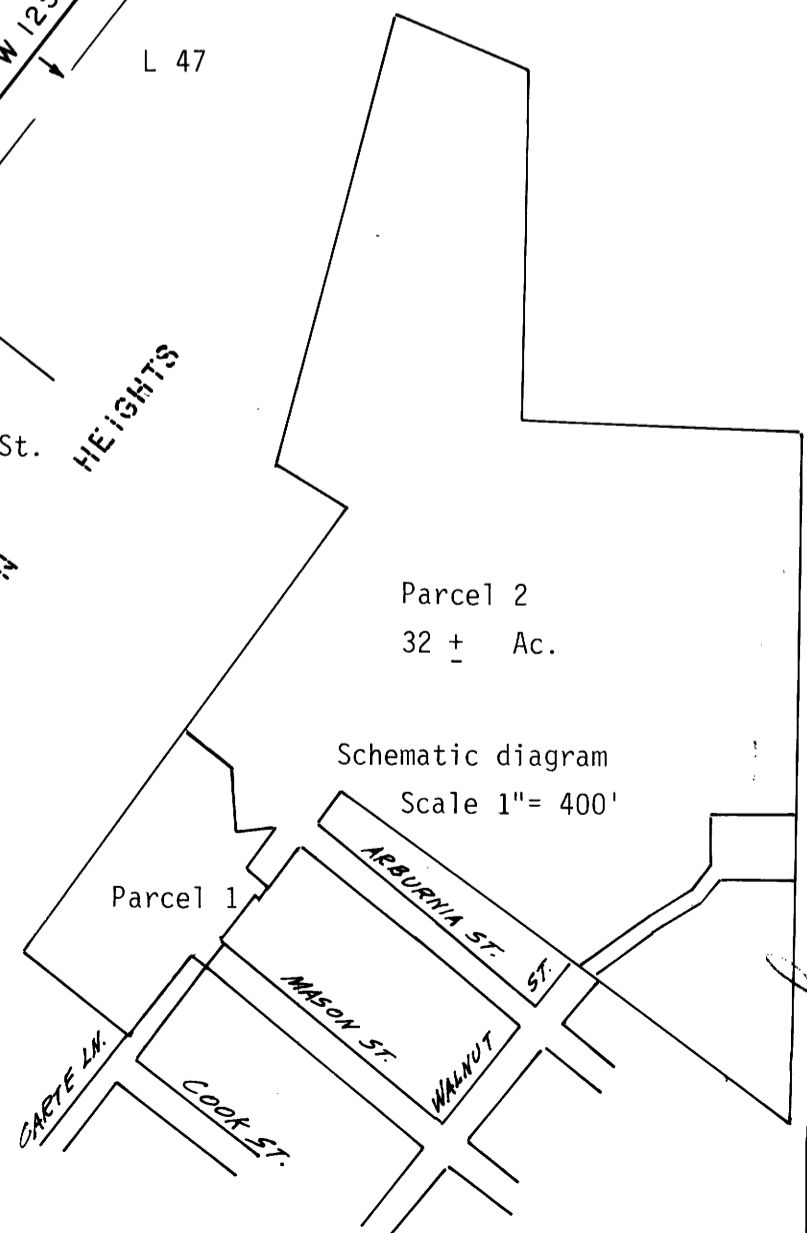 W 125
L 47
HEIGHTS
St.
N
Parcel 2
32 ± Ac.
Schematic diagram
Scale 1"= 400'
ARBURNIA ST.
Parcel 1
ST.
MASON ST.
WALNUT
CARTE LN.
COOK ST.